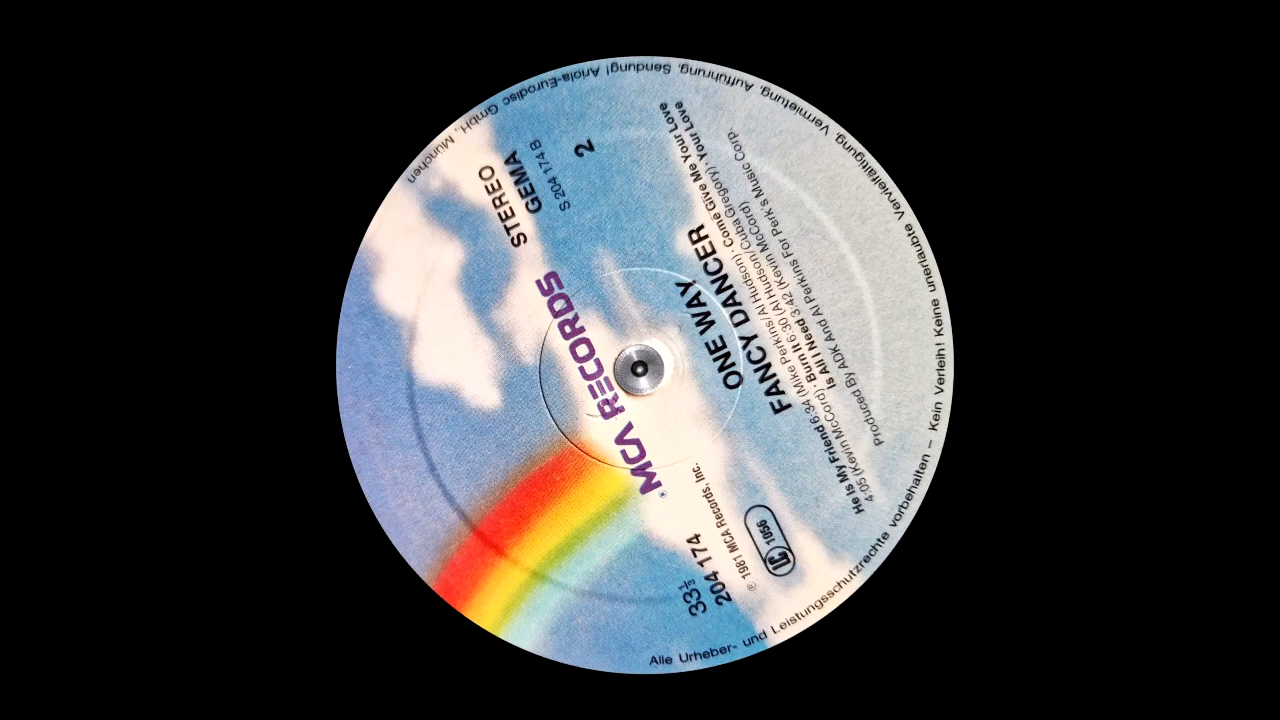 MCA RECORDS
33⅓
204 174
STEREO
GEMA
℗ 1981 MCA Records, Inc.
S 204 174 B
LC 1056
2
ONE WAY
FANCY DANCER
He Is My Friend 6:34 (Mike Perkins/Al Hudson) · Come Give Me Your Love
4:05 (Kevin McCord) · Burn It 6:30 (Al Hudson/Cuba Gregory) · Your Love
Is All I Need 3:42 (Kevin McCord)
Produced By ADK And Al Perkins For Perk's Music Corp.
Alle Urheber- und Leistungsschutzrechte vorbehalten – Kein Verleih! Keine unerlaubte Vervielfältigung, Vermietung, Aufführung, Sendung! Ariola-Eurodisc GmbH., München